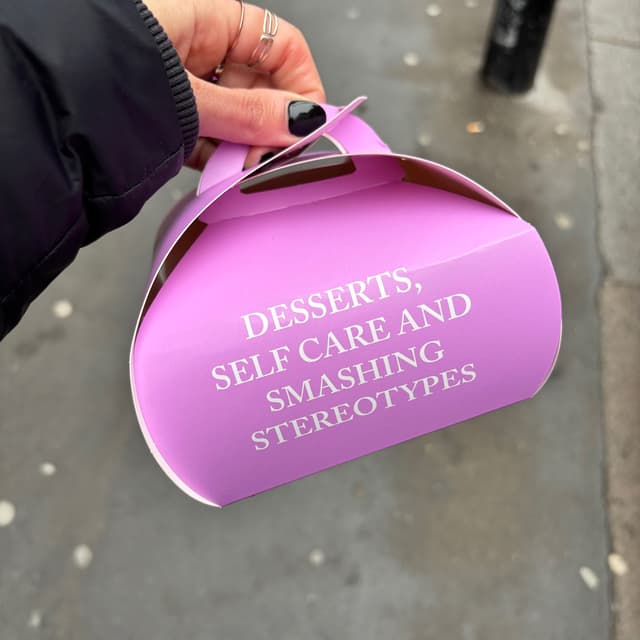 DESSERTS,
SELF CARE AND
SMASHING
STEREOTYPES